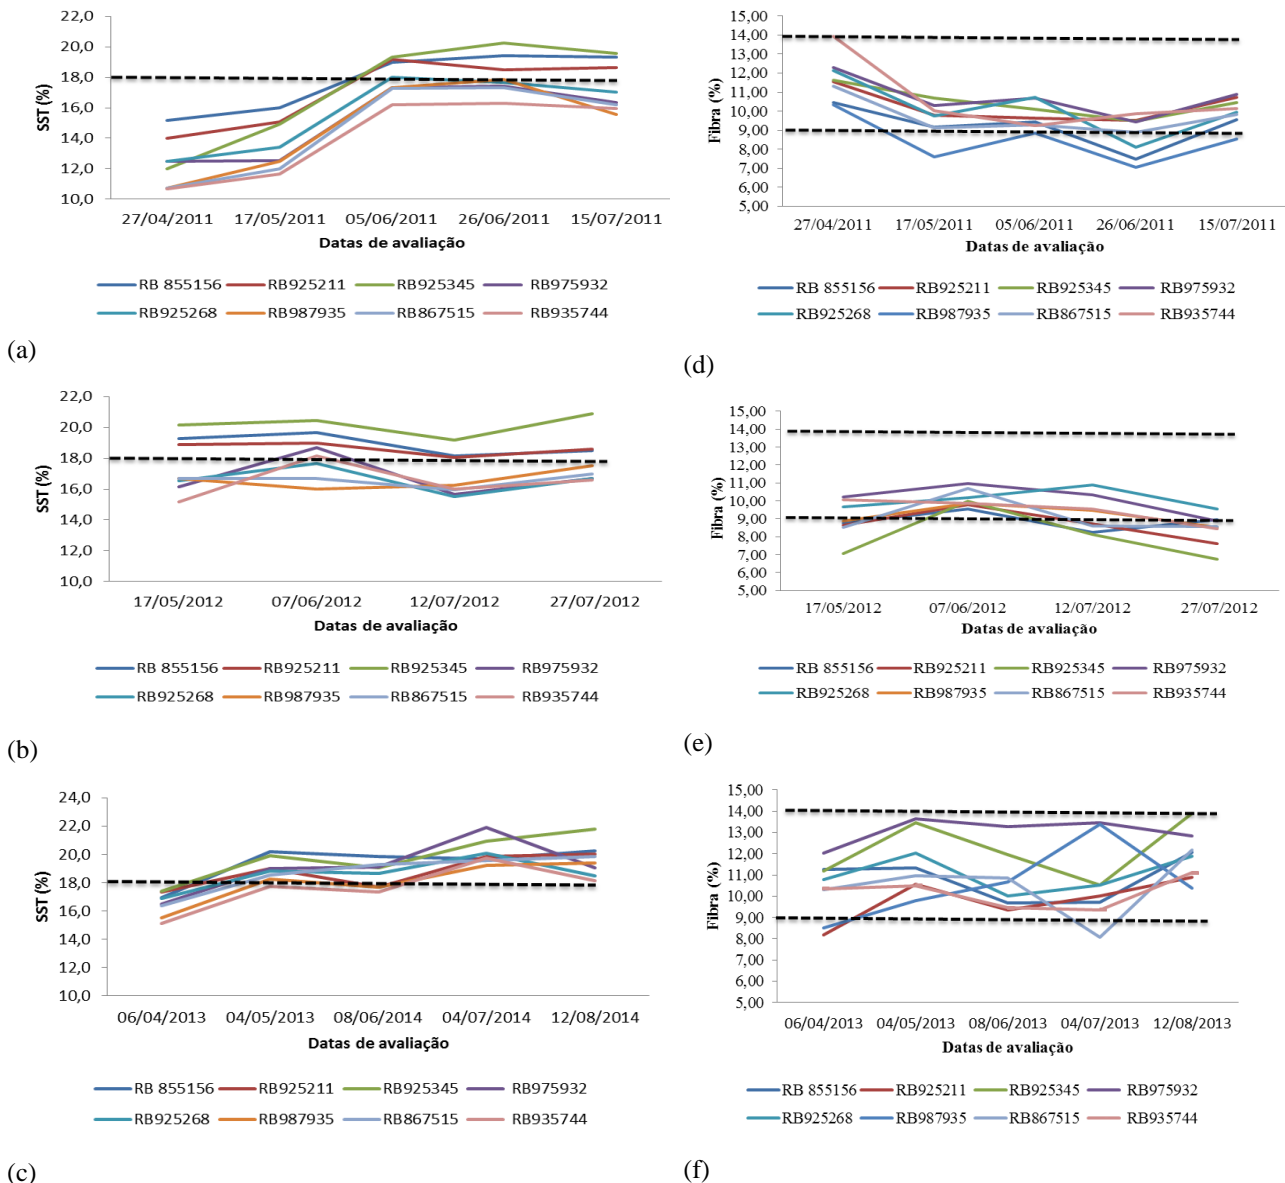 22,0
20,0
18,0
16,0
14,0
12,0
10,0
SST (%)
27/04/2011 17/05/2011 05/06/2011 26/06/2011 15/07/2011
Datas de avaliação
RB 855156 RB925211 RB925345 RB975932
RB925268 RB987935 RB867515 RB935744
(a)
15,00
14,00
13,00
12,00
11,00
10,00
9,00
8,00
7,00
6,00
5,00
Fibra (%)
27/04/2011 17/05/2011 05/06/2011 26/06/2011 15/07/2011
Datas de avaliação
RB 855156 RB925211 RB925345 RB975932
RB925268 RB987935 RB867515 RB935744
(d)
22,0
20,0
18,0
16,0
14,0
12,0
10,0
SST (%)
17/05/2012 07/06/2012 12/07/2012 27/07/2012
Datas de avaliação
RB 855156 RB925211 RB925345 RB975932
RB925268 RB987935 RB867515 RB935744
(b)
15,00
14,00
13,00
12,00
11,00
10,00
9,00
8,00
7,00
6,00
5,00
Fibra (%)
17/05/2012 07/06/2012 12/07/2012 27/07/2012
Datas de avaliação
RB 855156 RB925211 RB925345 RB975932
RB925268 RB987935 RB867515 RB935744
(e)
24,0
22,0
20,0
18,0
16,0
14,0
12,0
10,0
SST (%)
06/04/2013 04/05/2013 08/06/2014 04/07/2014 12/08/2014
Datas de avaliação
RB 855156 RB925211 RB925345 RB975932
RB925268 RB987935 RB867515 RB935744
(c)
15,00
14,00
13,00
12,00
11,00
10,00
9,00
8,00
7,00
6,00
5,00
Fibra (%)
06/04/2013 04/05/2013 08/06/2013 04/07/2013 12/08/2013
Datas de avaliação
RB 855156 RB925211 RB925345 RB975932
RB925268 RB987935 RB867515 RB935744
(f)